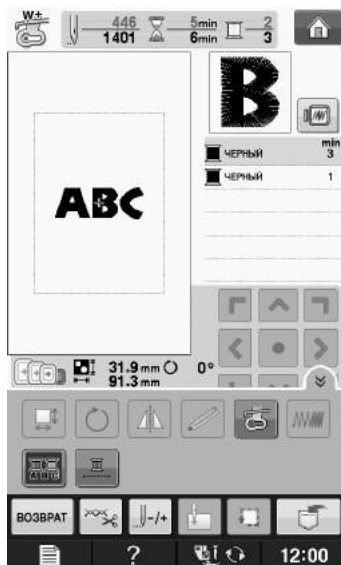 W+
446 5min 2
1401 6min 3
B
min
ЧЕРНЫЙ 3
ЧЕРНЫЙ 1
ABC
31.9mm 0°
91.3mm
ABC
ВОЗВРАТ -/+
? 12:00